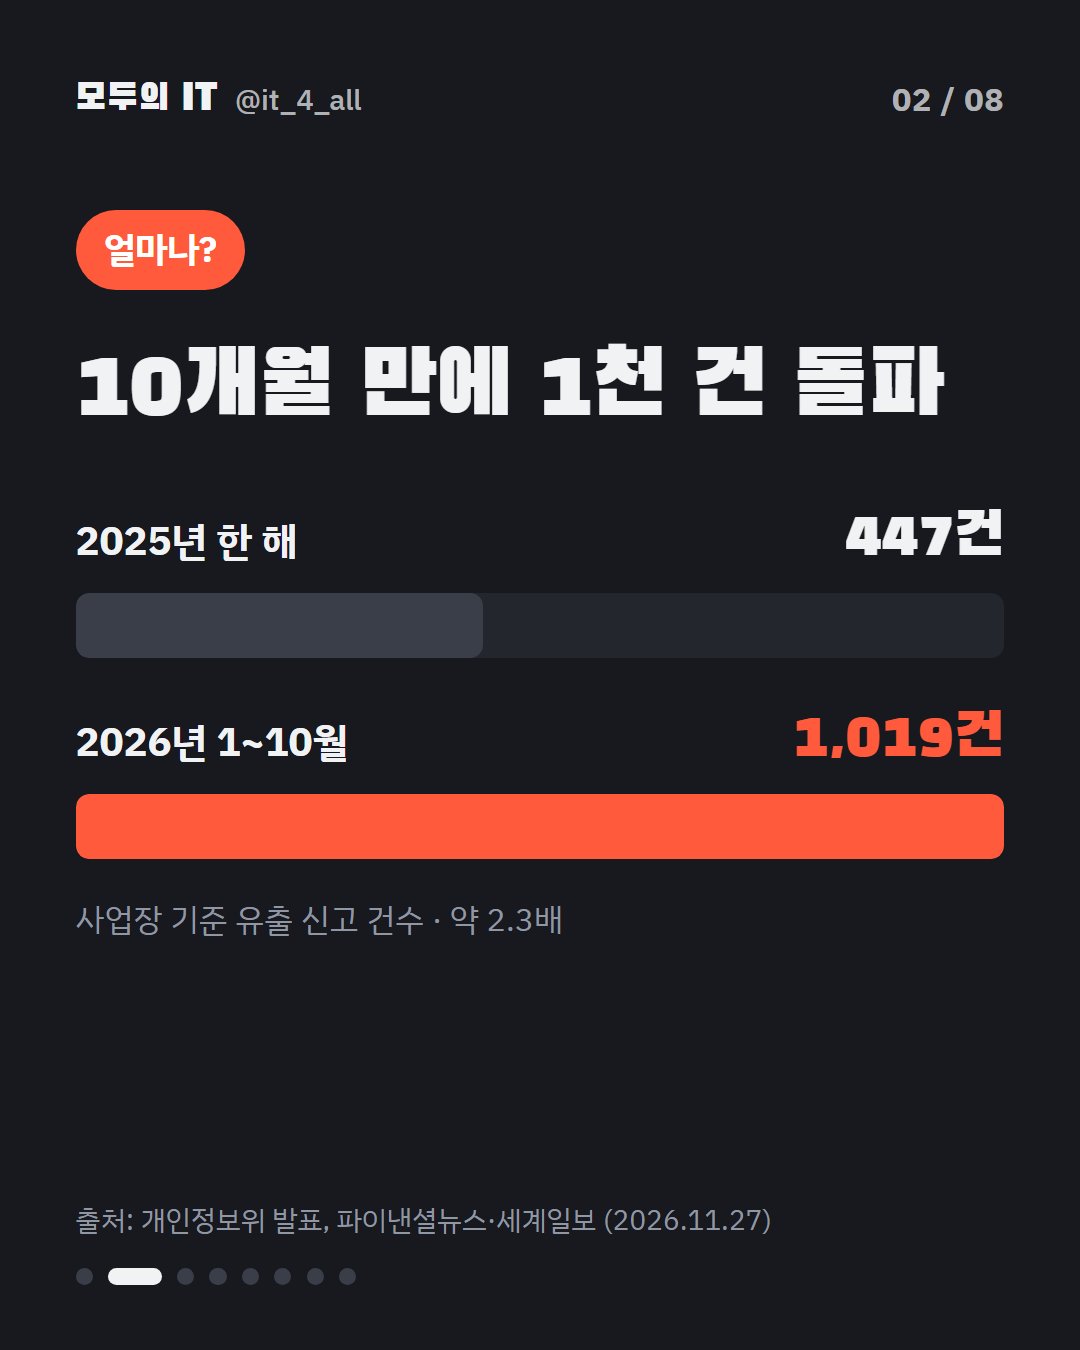 모두의 IT @it_4_all
02 / 08
얼마나?
10개월 만에 1천 건 돌파
2025년 한 해
447건
2026년 1~10월
1,019건
사업장 기준 유출 신고 건수 · 약 2.3배
출처: 개인정보위 발표, 파이낸셜뉴스·세계일보 (2026.11.27)